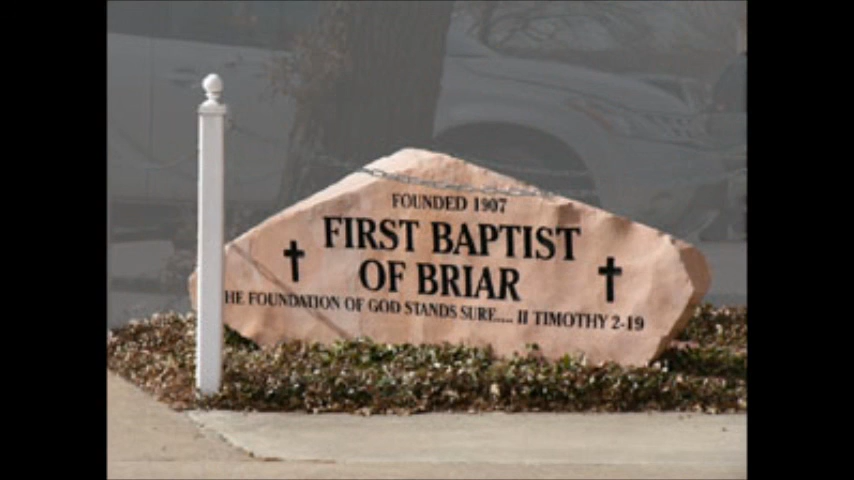 FOUNDED 1907
FIRST BAPTIST
OF BRIAR
HE FOUNDATION OF GOD STANDS SURE.... II TIMOTHY 2-19